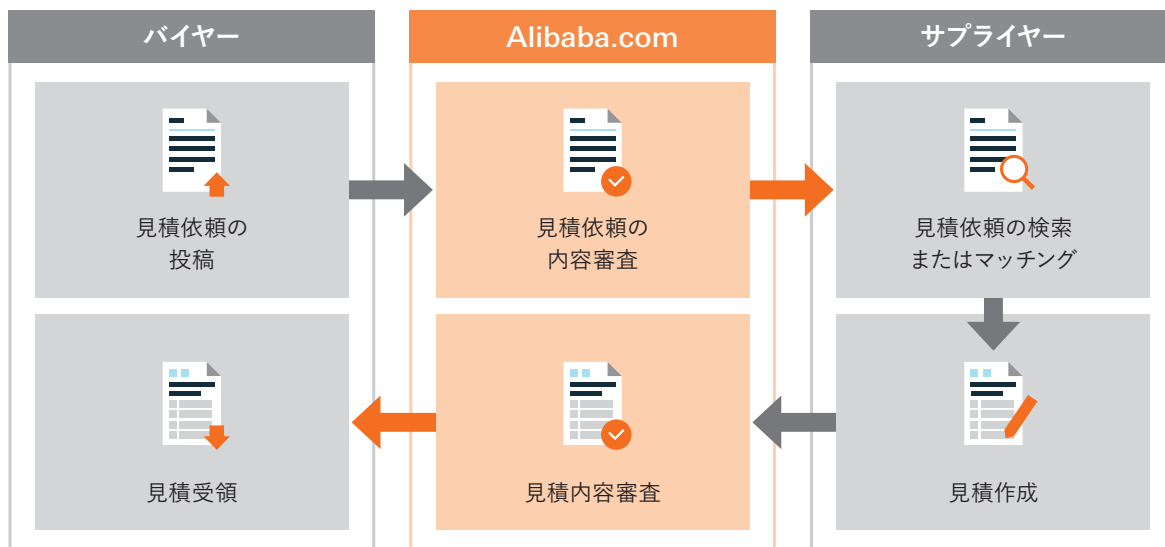 バイヤー
Alibaba.com
サプライヤー
見積依頼の
投稿
見積依頼の
内容審査
見積依頼の検索
またはマッチング
見積受領
見積内容審査
見積作成